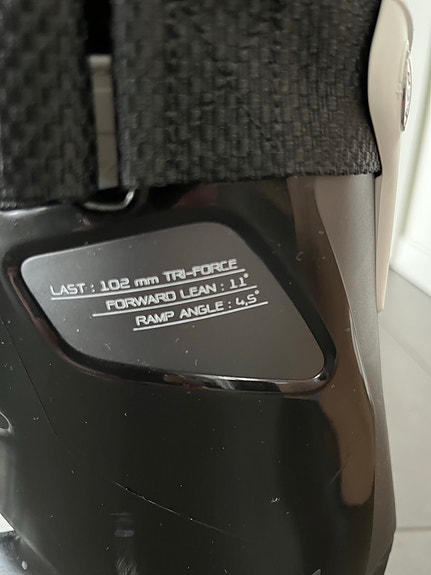 LAST : 102 mm TRI-FORCE
FORWARD LEAN : 11°
RAMP ANGLE : 4,5°